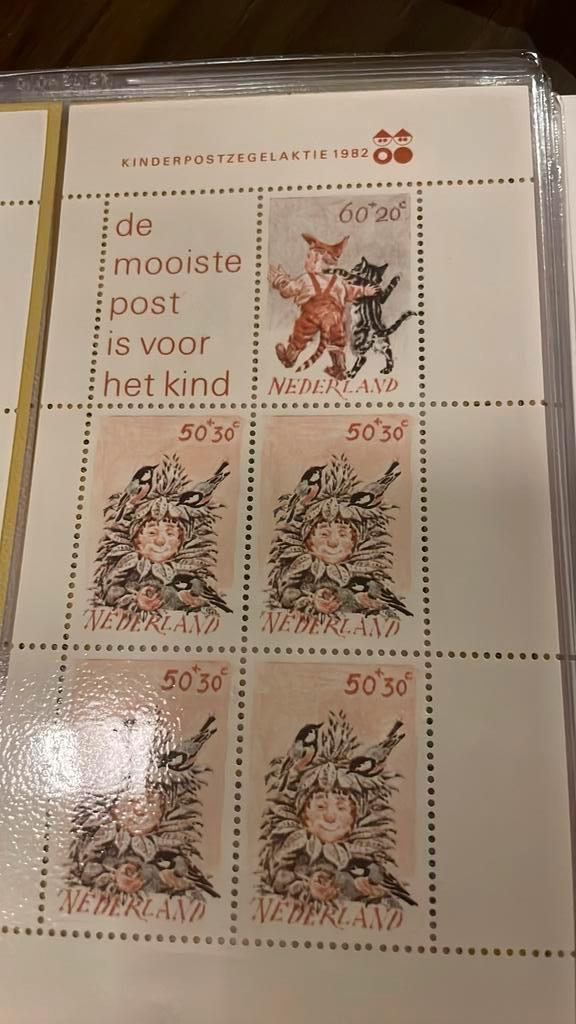 KINDERPOSTZEGELAKTIE 1982
de
mooiste
post
is voor
het kind
60+20c
NEDERLAND
50+30c
50+30c
NEDERLAND
NEDERLAND
50+30c
50+30c
NEDERLAND
NEDERLAND